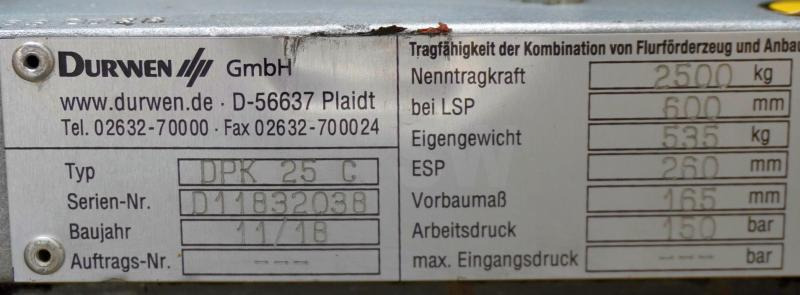 DURWEN GmbH
www.durwen.de · D-56637 Plaidt
Tel. 02632-70000 · Fax 02632-700024
Typ DPK 25 C
Serien-Nr. D11832038
Baujahr 11/18
Auftrags-Nr. ---
Tragfähigkeit der Kombination von Flurförderzeug und Anbau
Nenntragkraft 2500 kg
bei LSP 600 mm
Eigengewicht 535 kg
ESP 260 mm
Vorbaumaß 165 mm
Arbeitsdruck 150 bar
max. Eingangsdruck --- bar